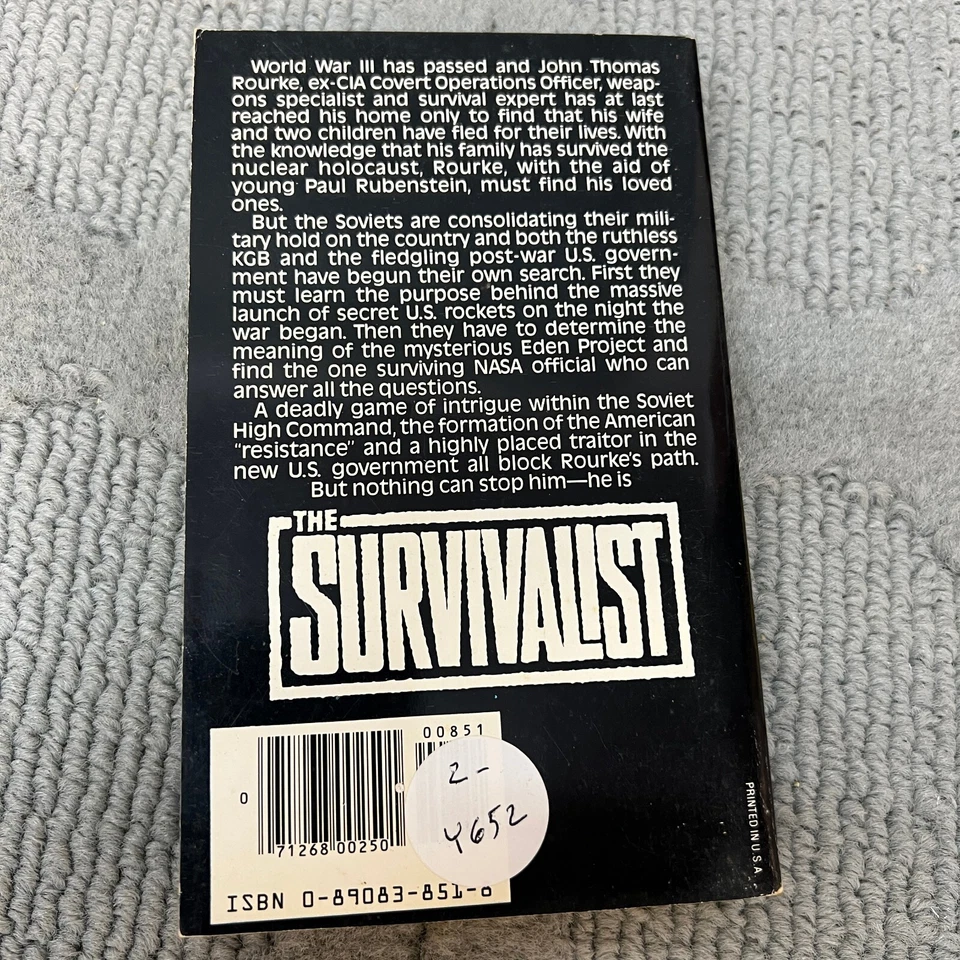 World War III has passed and John Thomas
Rourke, ex-CIA Covert Operations Officer, weap-
ons specialist and survival expert has at last
reached his home only to find that his wife
and two children have fled for their lives. With
the knowledge that his family has survived the
nuclear holocaust, Rourke, with the aid of
young Paul Rubenstein, must find his loved
ones.
But the Soviets are consolidating their mili-
tary hold on the country and both the ruthless
KGB and the fledgling post-war U.S. govern-
ment have begun their own search. First they
must learn the purpose behind the massive
launch of secret U.S. rockets on the night the
war began. Then they have to determine the
meaning of the mysterious Eden Project and
find the one surviving NASA official who can
answer all the questions.
A deadly game of intrigue within the Soviet
High Command, the formation of the American
"resistance" and a highly placed traitor in the
new U.S. government all block Rourke's path.
But nothing can stop him—he is
THE
SURVIVALIST
00851
2-
4652
0
71268 00250
ISBN 0-89083-851-8
PRINTED IN U.S.A.